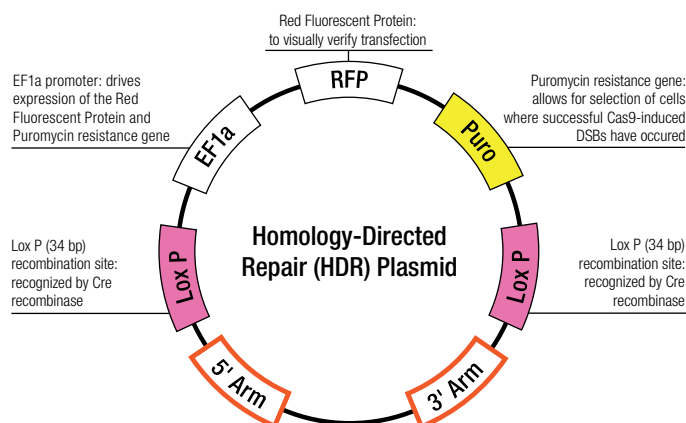 Red Fluorescent Protein:
to visually verify transfection
RFP
EF1a promoter: drives
expression of the Red
Fluorescent Protein and
Puromycin resistance gene
EF1a
Puro
Puromycin resistance gene:
allows for selection of cells
where successful Cas9-induced
DSBs have occured
Homology-Directed
Repair (HDR) Plasmid
Lox P (34 bp)
recombination site:
recognized by Cre
recombinase
Lox P
Lox P
Lox P (34 bp)
recombination site:
recognized by Cre
recombinase
5' Arm
3' Arm